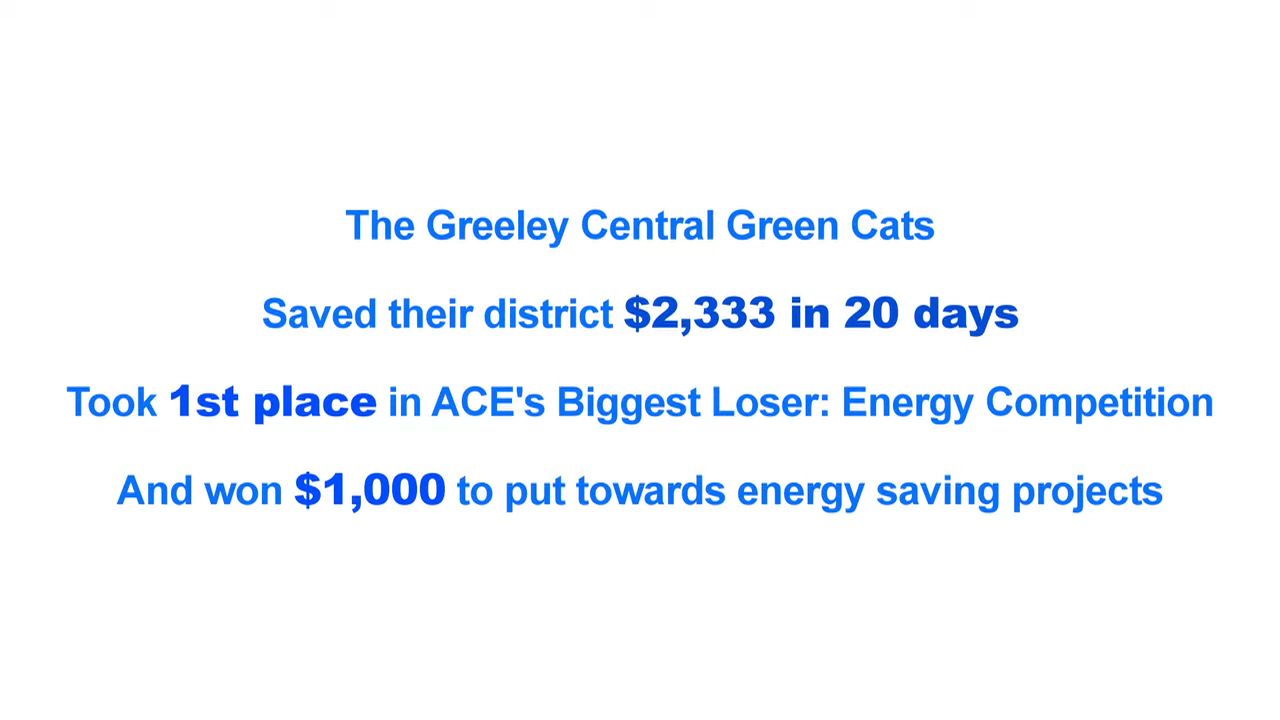 The Greeley Central Green Cats
Saved their district $2,333 in 20 days
Took 1st place in ACE's Biggest Loser: Energy Competition
And won $1,000 to put towards energy saving projects